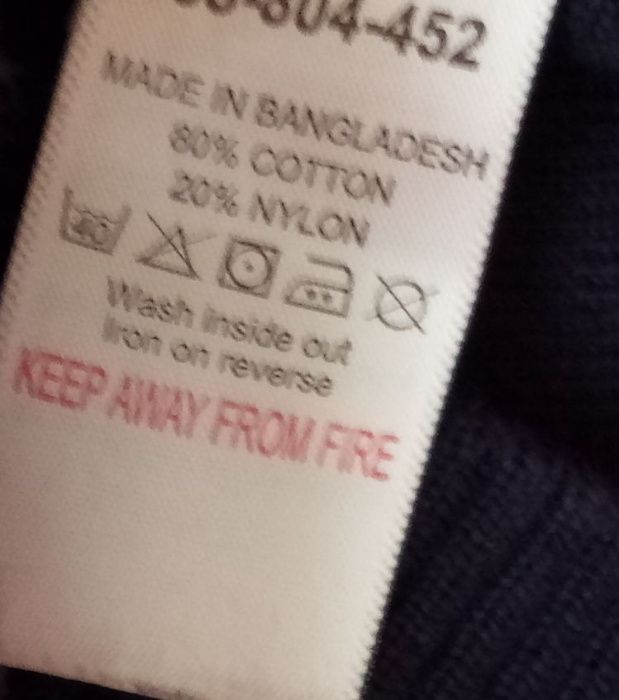 -804-452
MADE IN BANGLADESH
80% COTTON
20% NYLON
40
Wash inside out
Iron on reverse
KEEP AWAY FROM FIRE